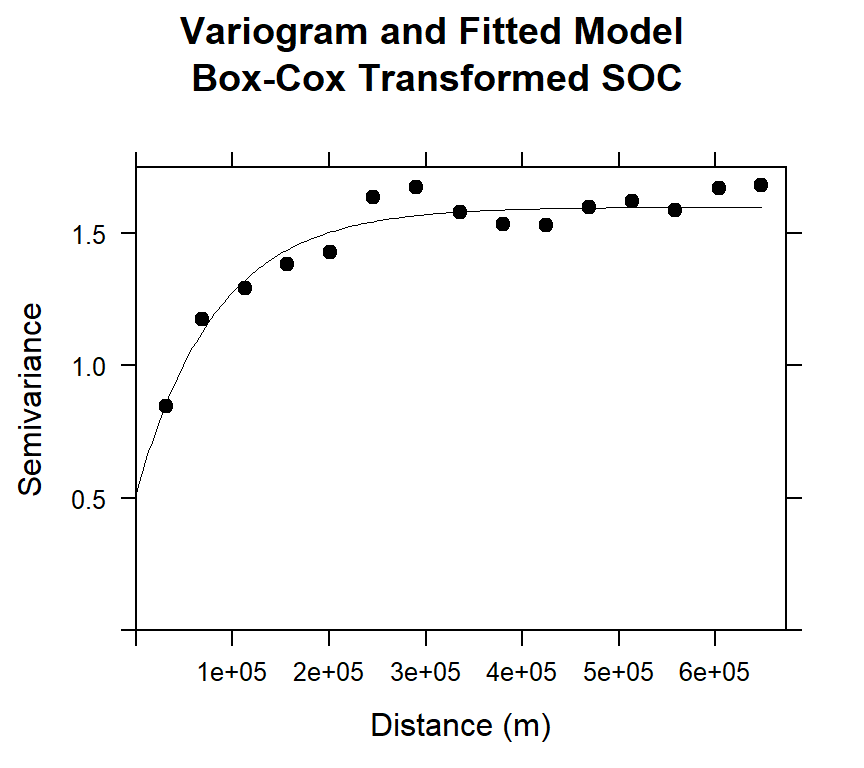 Variogram and Fitted Model
Box-Cox Transformed SOC
Semivariance
1.5
1.0
0.5
1e+05 2e+05 3e+05 4e+05 5e+05 6e+05
Distance (m)